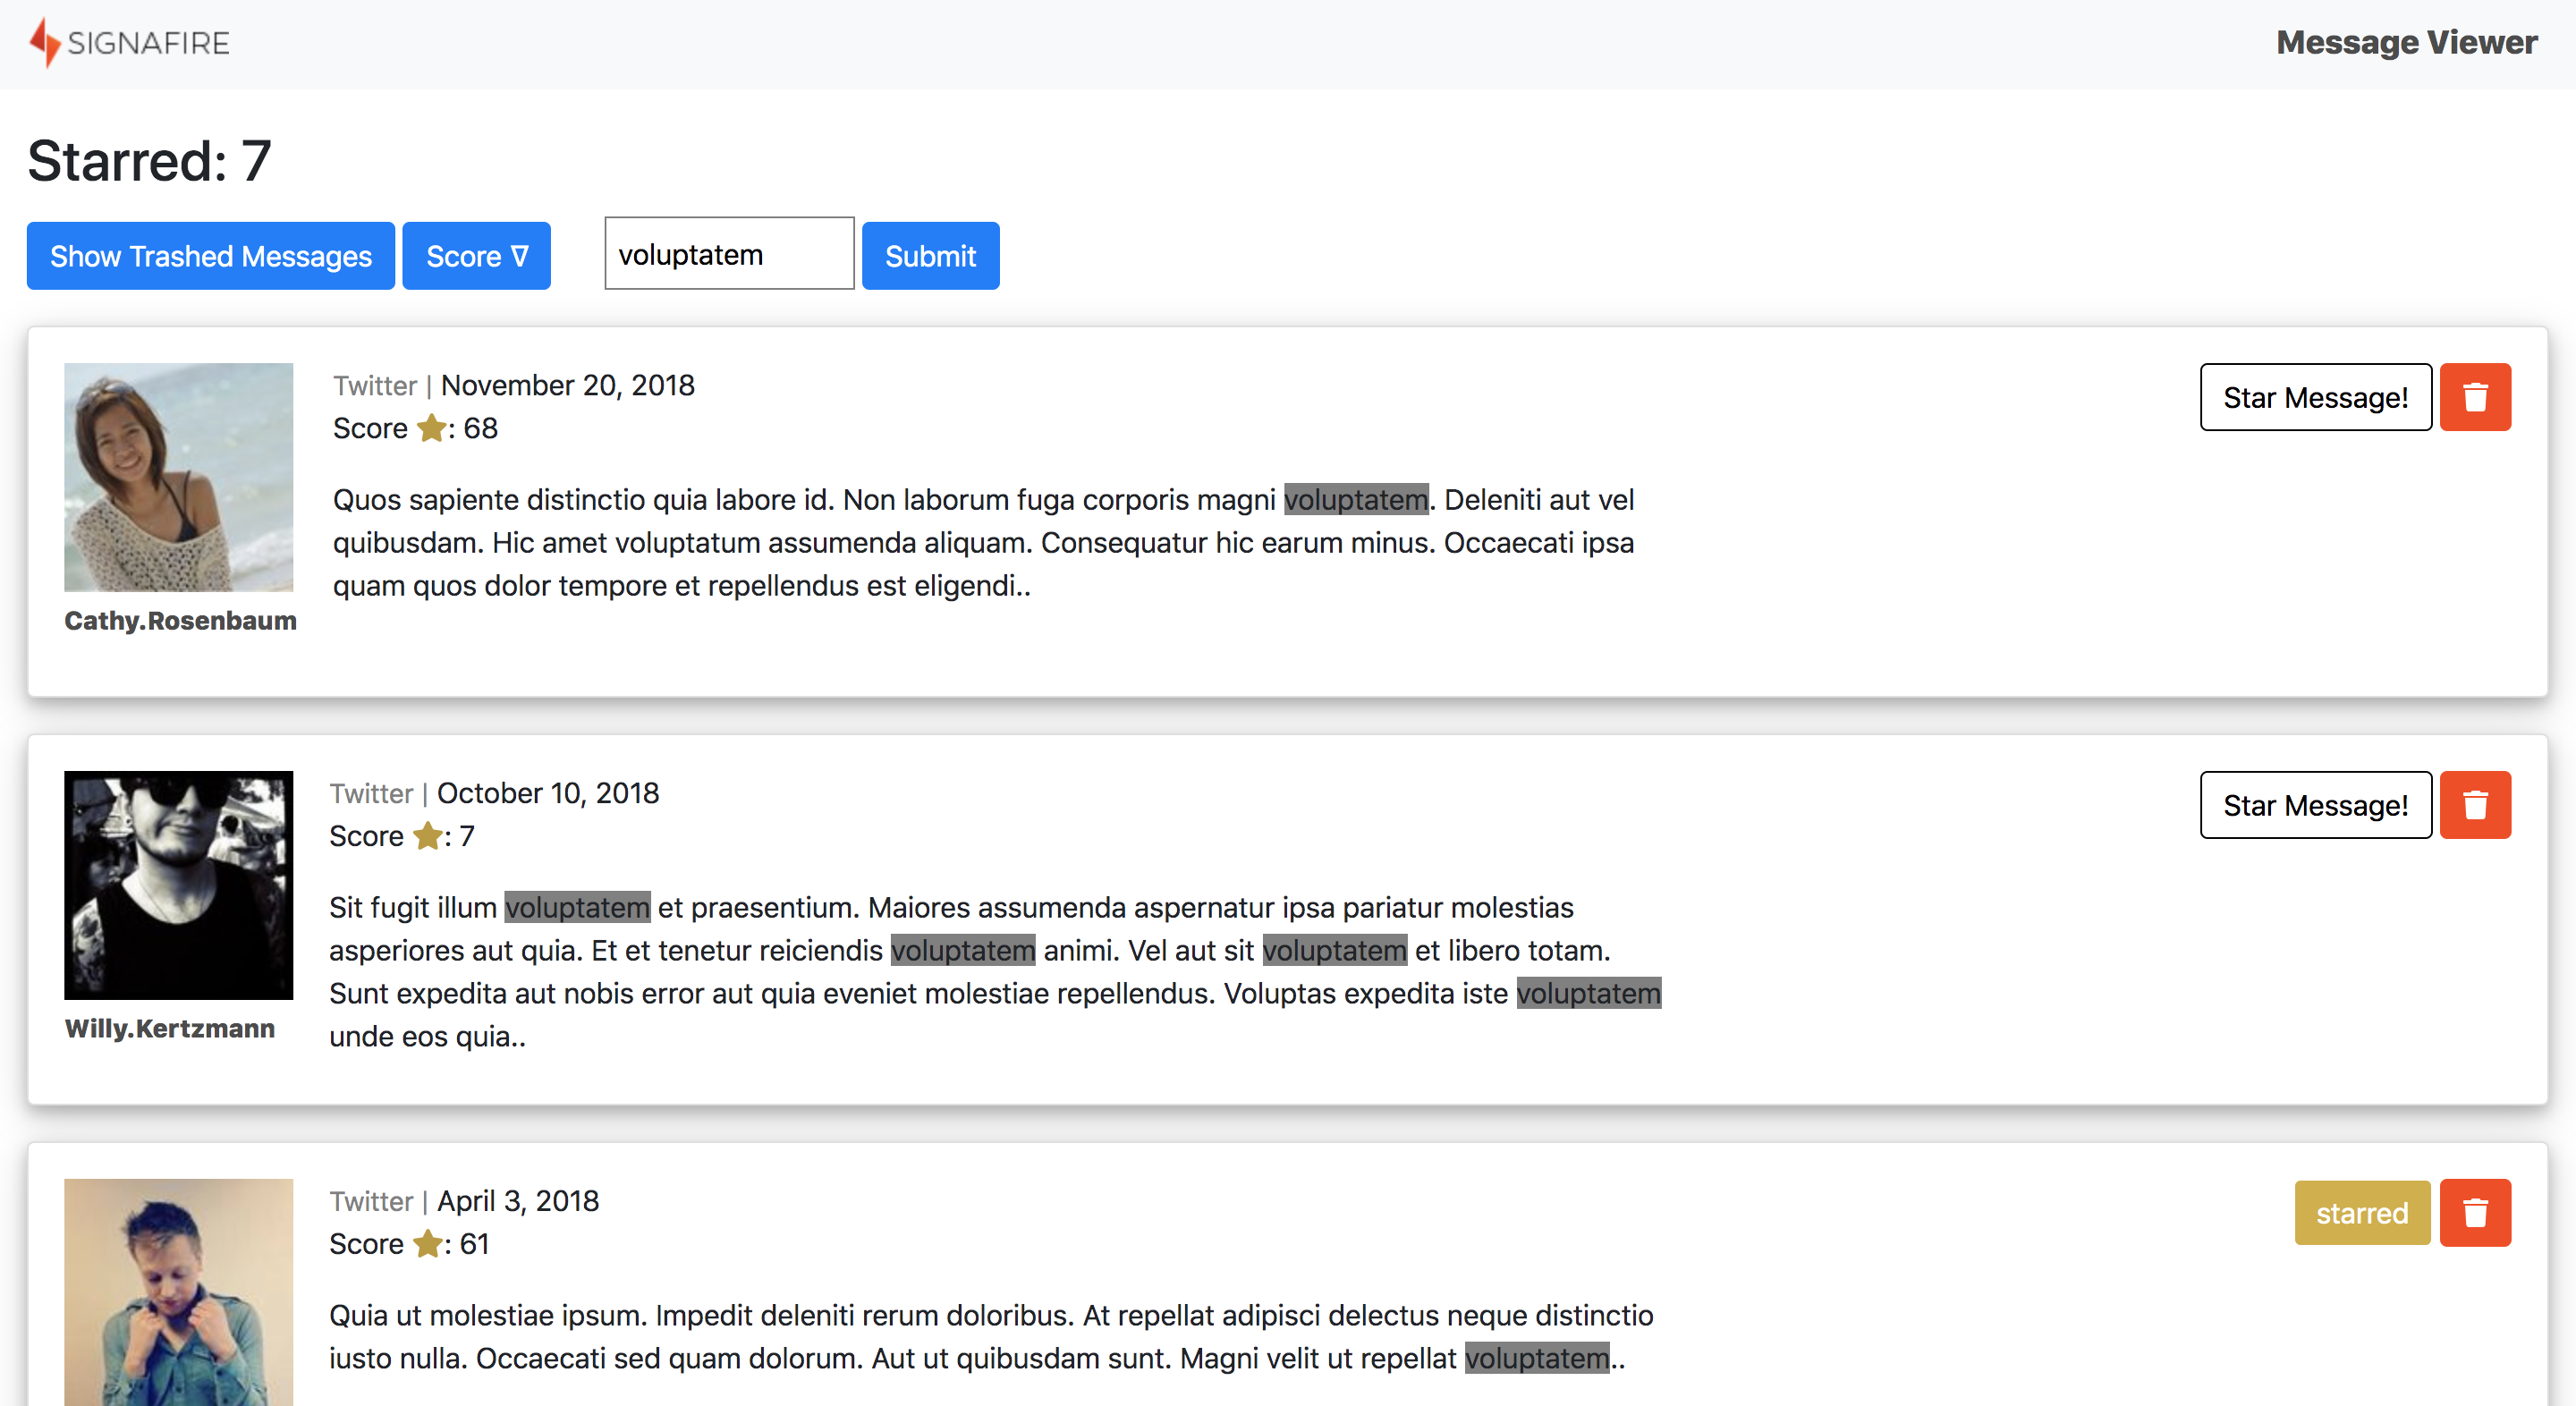 SIGNAFIRE
Message Viewer
Starred: 7
Show Trashed Messages
Score ∇
voluptatem
Submit
Twitter | November 20, 2018
Star Message!
Score ★: 68
Quos sapiente distinctio quia labore id. Non laborum fuga corporis magni voluptatem. Deleniti aut vel
quibusdam. Hic amet voluptatum assumenda aliquam. Consequatur hic earum minus. Occaecati ipsa
quam quos dolor tempore et repellendus est eligendi..
Cathy.Rosenbaum
Twitter | October 10, 2018
Star Message!
Score ★: 7
Sit fugit illum voluptatem et praesentium. Maiores assumenda aspernatur ipsa pariatur molestias
asperiores aut quia. Et et tenetur reiciendis voluptatem animi. Vel aut sit voluptatem et libero totam.
Sunt expedita aut nobis error aut quia eveniet molestiae repellendus. Voluptas expedita iste voluptatem
unde eos quia..
Willy.Kertzmann
Twitter | April 3, 2018
starred
Score ★: 61
Quia ut molestiae ipsum. Impedit deleniti rerum doloribus. At repellat adipisci delectus neque distinctio
iusto nulla. Occaecati sed quam dolorum. Aut ut quibusdam sunt. Magni velit ut repellat voluptatem..